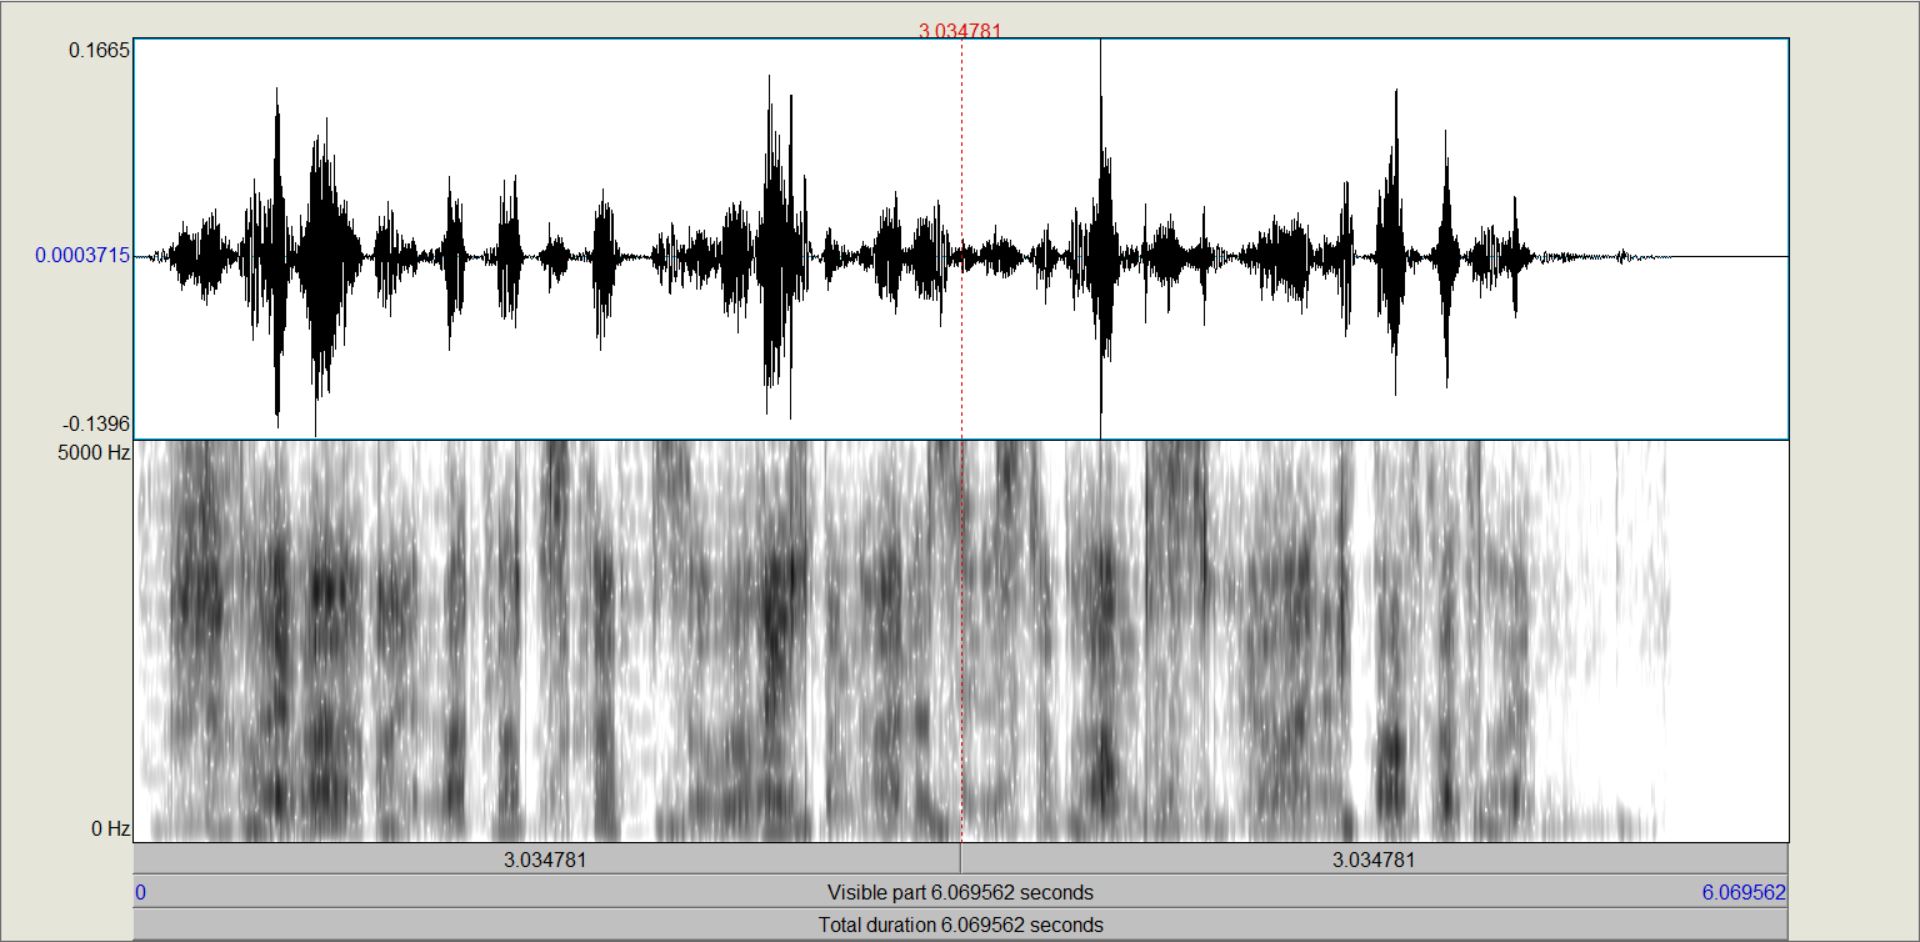 3.034781
0.1665
0.0003715
-0.1396
5000 Hz
0 Hz
3.034781 3.034781
0 Visible part 6.069562 seconds 6.069562
Total duration 6.069562 seconds